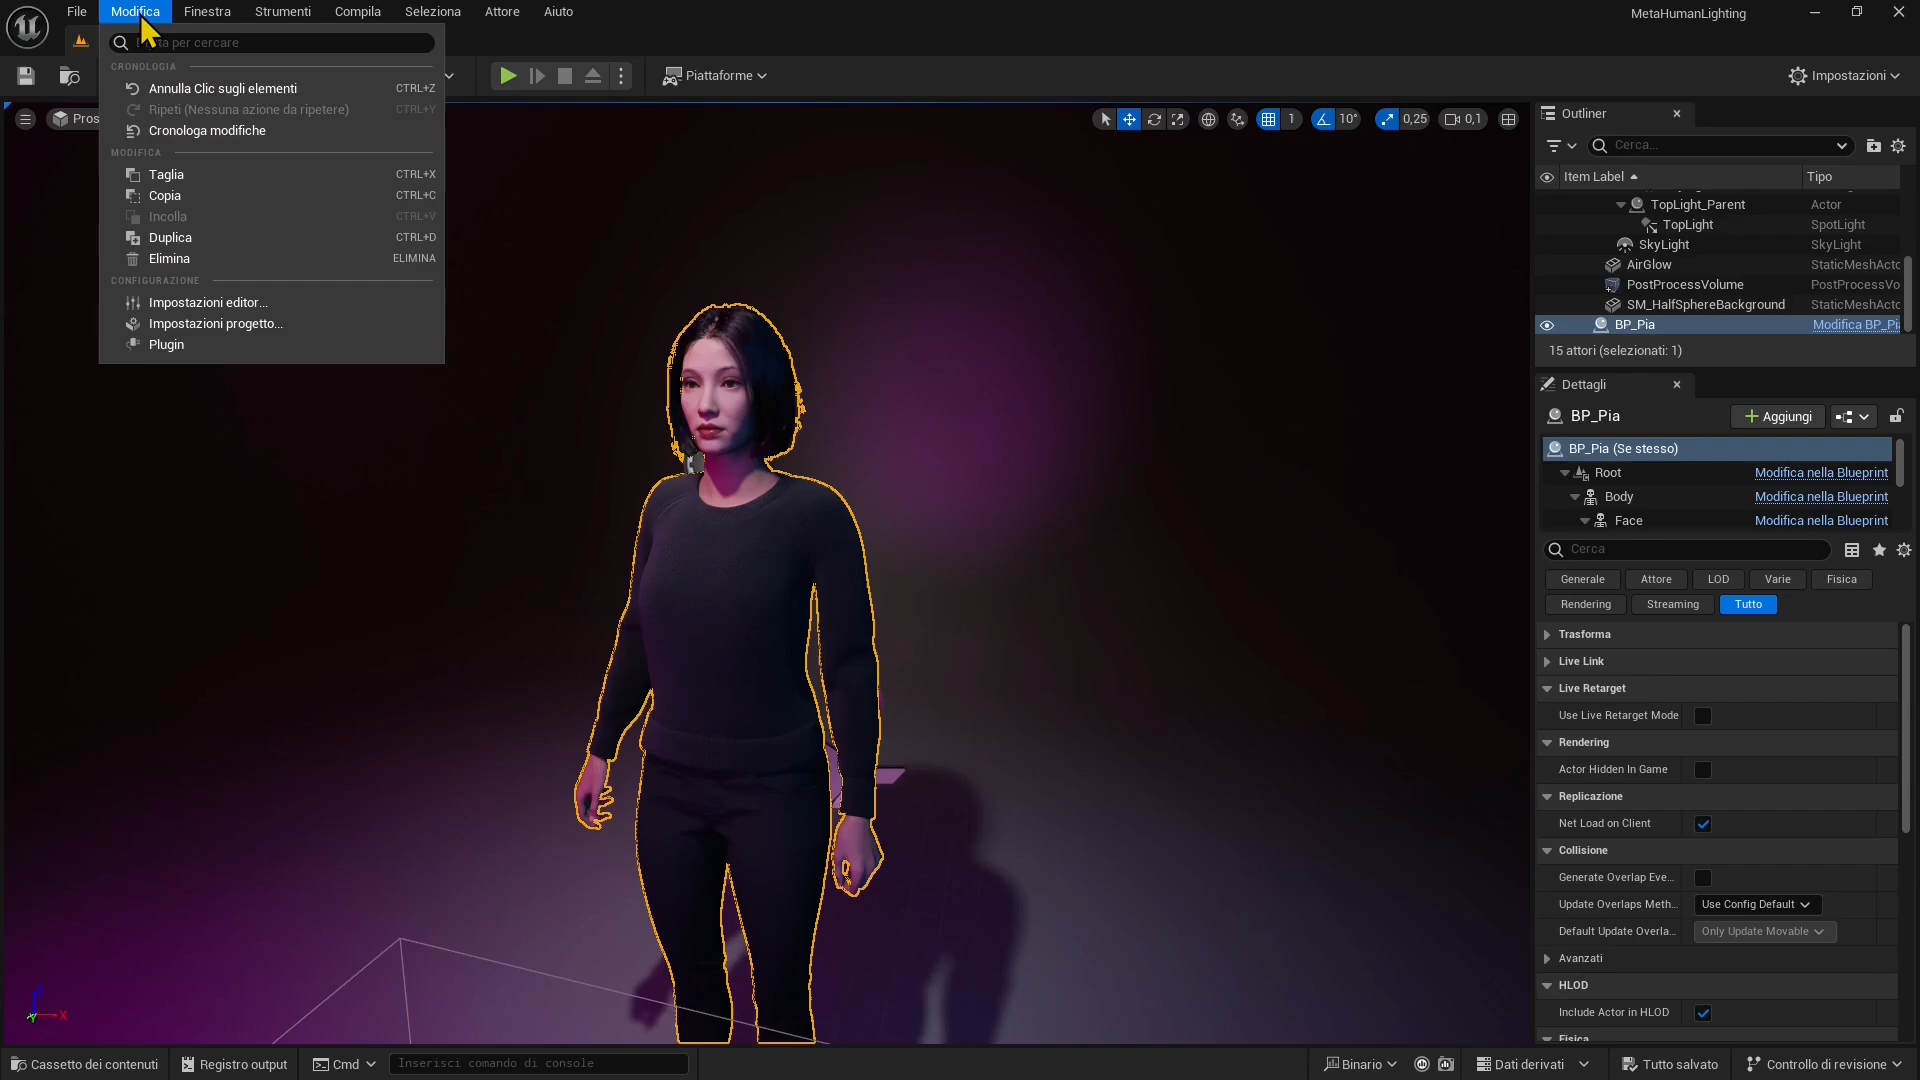 File Modifica Finestra Strumenti Compila Seleziona Attore Aiuto
MetaHumanLighting
per cercare
CRONOLOGIA
Annulla Clic sugli elementi CTRL+Z
Ripeti (Nessuna azione da ripetere) CTRL+Y
Cronologa modifiche
MODIFICA
Taglia CTRL+X
Copia CTRL+C
Incolla CTRL+V
Duplica CTRL+D
Elimina ELIMINA
CONFIGURAZIONE
Impostazioni editor...
Impostazioni progetto...
Plugin
Piattaforme
Impostazioni
Pros
1 10° 0,25 0,1
Outliner
Cerca...
Item Label Tipo
TopLight_Parent Actor
TopLight SpotLight
SkyLight SkyLight
AirGlow StaticMeshActo
PostProcessVolume PostProcessVo
SM_HalfSphereBackground StaticMeshActo
BP_Pia Modifica BP_Pia
15 attori (selezionati: 1)
Dettagli
BP_Pia Aggiungi
BP_Pia (Se stesso)
Root Modifica nella Blueprint
Body Modifica nella Blueprint
Face Modifica nella Blueprint
Cerca
Generale Attore LOD Varie Fisica
Rendering Streaming Tutto
Trasforma
Live Link
Live Retarget
Use Live Retarget Mode
Rendering
Actor Hidden In Game
Replicazione
Net Load on Client
Collisione
Generate Overlap Eve...
Update Overlaps Meth... Use Config Default
Default Update Overla... Only Update Movable
Avanzati
HLOD
Include Actor in HLOD
Fisica
X
Cassetto dei contenuti Registro output Cmd Inserisci comando di console
Binario Dati derivati Tutto salvato Controllo di revisione